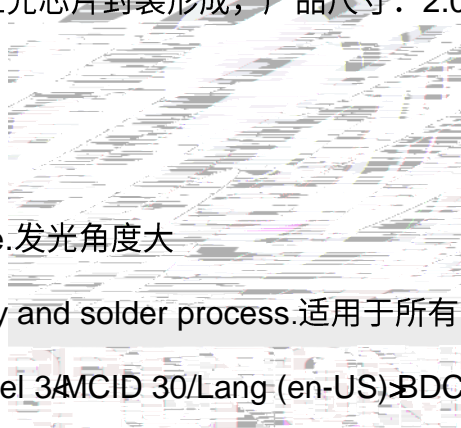 光芯片封装形成，产品尺寸：2.0
e.发光角度大
y and solder process.适用于所有
el 3/MCID 30/Lang (en-US)>BDC